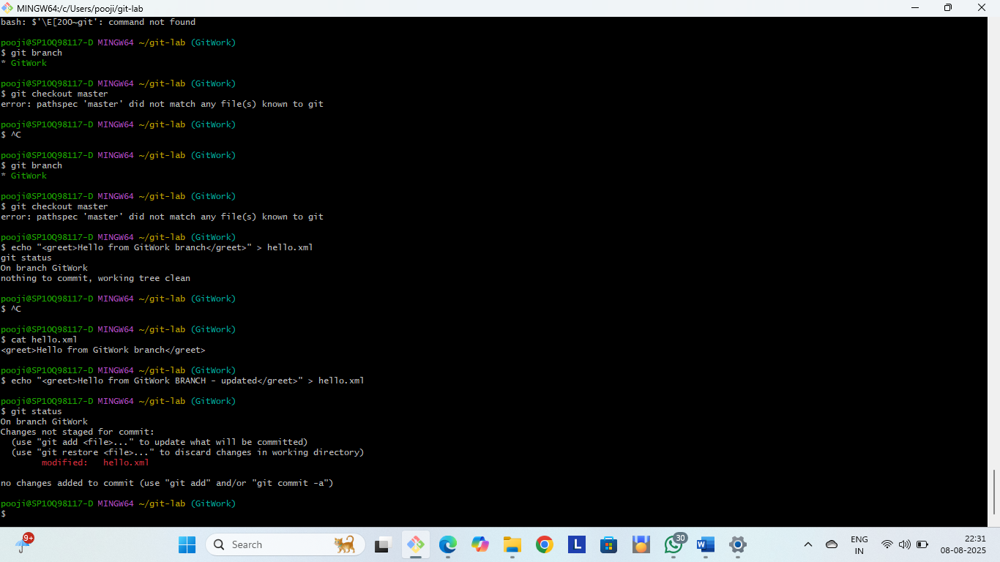 MINGW64:/c/Users/pooji/git-lab
bash: $'\E[200~git': command not found
pooji@SP10Q98117-D MINGW64 ~/git-lab (GitWork)
$ git branch
* GitWork
pooji@SP10Q98117-D MINGW64 ~/git-lab (GitWork)
$ git checkout master
error: pathspec 'master' did not match any file(s) known to git
pooji@SP10Q98117-D MINGW64 ~/git-lab (GitWork)
$ ^C
pooji@SP10Q98117-D MINGW64 ~/git-lab (GitWork)
$ git branch
* GitWork
pooji@SP10Q98117-D MINGW64 ~/git-lab (GitWork)
$ git checkout master
error: pathspec 'master' did not match any file(s) known to git
pooji@SP10Q98117-D MINGW64 ~/git-lab (GitWork)
$ echo "<greet>Hello from GitWork branch</greet>" > hello.xml
git status
On branch GitWork
nothing to commit, working tree clean
pooji@SP10Q98117-D MINGW64 ~/git-lab (GitWork)
$ ^C
pooji@SP10Q98117-D MINGW64 ~/git-lab (GitWork)
$ cat hello.xml
<greet>Hello from GitWork branch</greet>
pooji@SP10Q98117-D MINGW64 ~/git-lab (GitWork)
$ echo "<greet>Hello from GitWork BRANCH - updated</greet>" > hello.xml
pooji@SP10Q98117-D MINGW64 ~/git-lab (GitWork)
$ git status
On branch GitWork
Changes not staged for commit:
  (use "git add <file>..." to update what will be committed)
  (use "git restore <file>..." to discard changes in working directory)
        modified:   hello.xml
no changes added to commit (use "git add" and/or "git commit -a")
pooji@SP10Q98117-D MINGW64 ~/git-lab (GitWork)
$
9+
Search
L
30
W
ENG
IN
22:31
08-08-2025